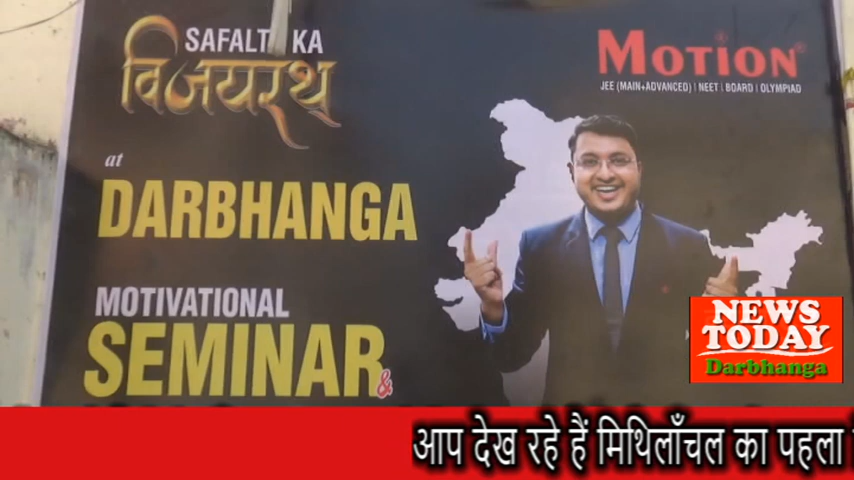 SAFALTA KA
विजयरथ
at
DARBHANGA
MOTIVATIONAL
SEMINAR &
MOTION
JEE (MAIN+ADVANCED) | NEET | BOARD | OLYMPIAD
NEWS
TODAY
Darbhanga
आप देख रहे हैं मिथिलाँचल का पहला